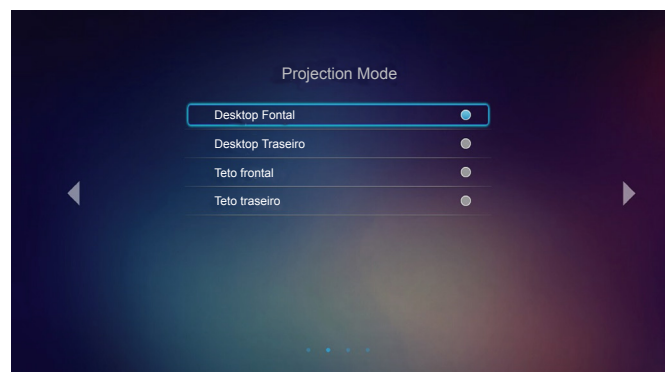 Projection Mode
Desktop Fontal
Desktop Traseiro
Teto frontal
Teto traseiro